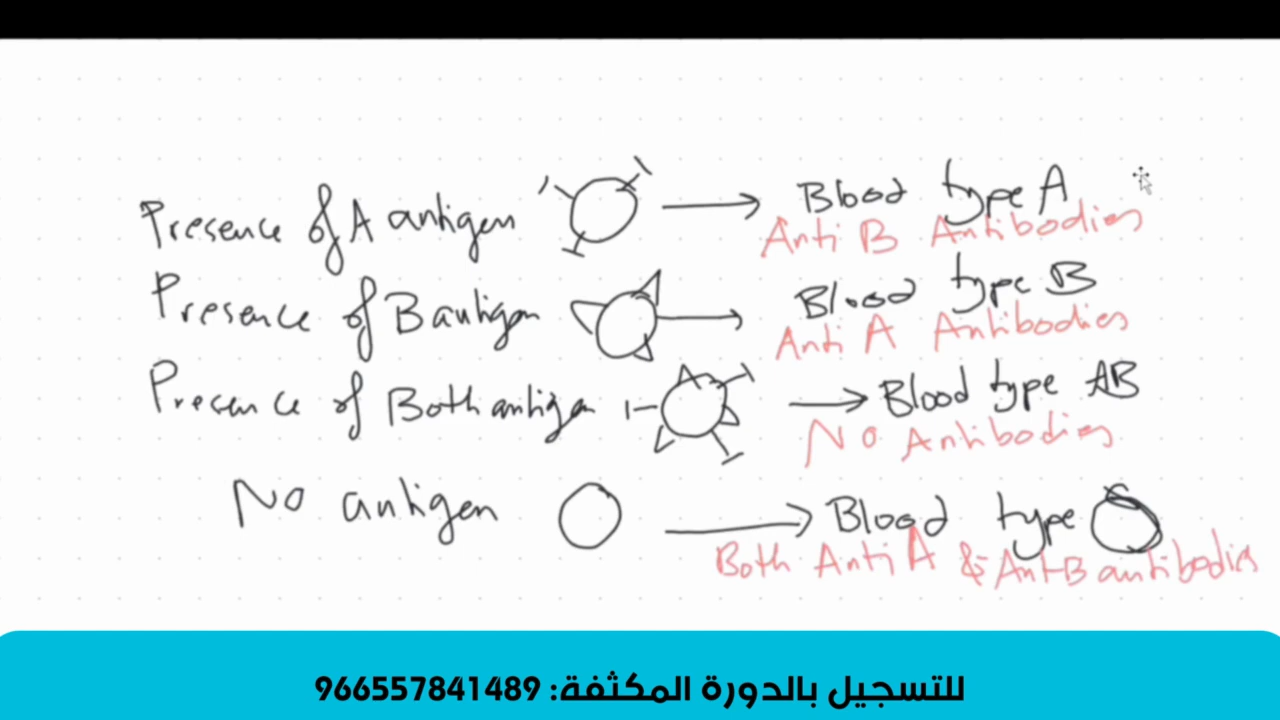 Presence of A antigen → Blood type A
Anti B Antibodies
Presence of B antigen → Blood type B
Anti A Antibodies
Presence of Both antigen → Blood type AB
No Antibodies
No antigen → Blood type O
Both Anti A & Ant-B antibodies
للتسجيل بالدورة المكثفة: 966557841489